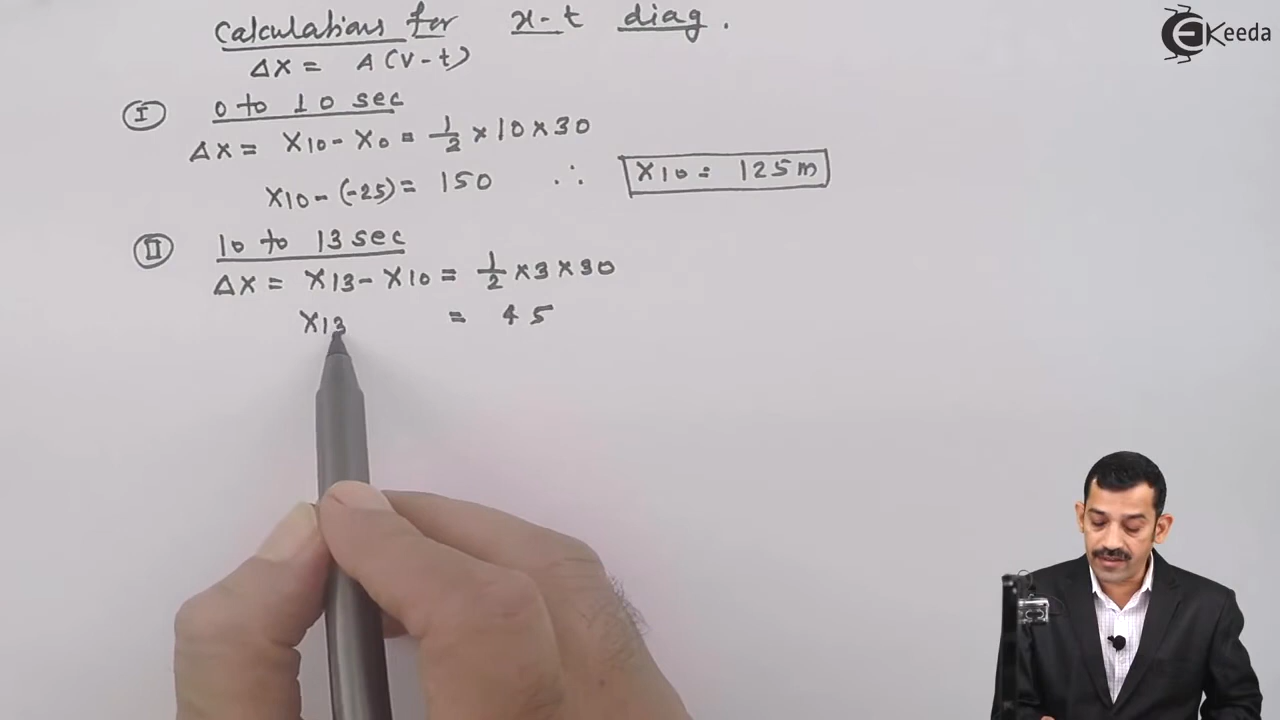 Calculations for x-t diag.
ΔX = A(V-t)
I 0 to 10 sec
ΔX = X10 - X0 = 1/2 × 10 × 30
X10 - (-25) = 150 ∴ X10 = 125m
II 10 to 13 sec
ΔX = X13 - X10 = 1/2 × 3 × 30
X13 = 45
Keeda